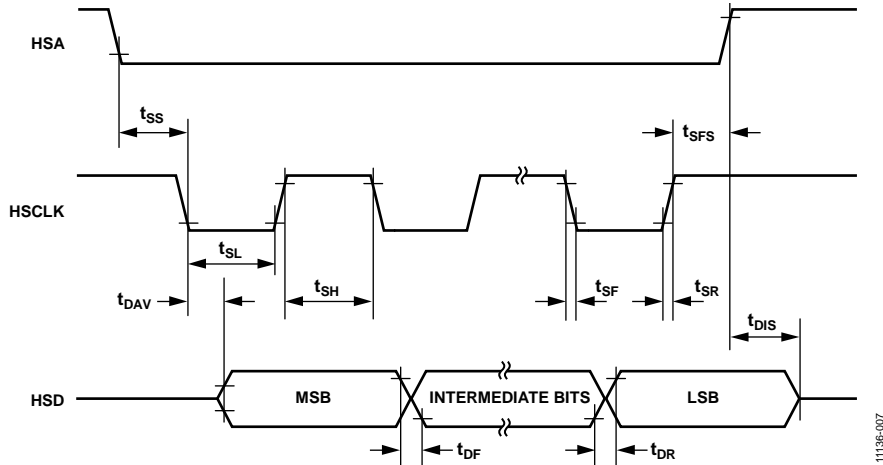 HSA
tSS
tSFS
HSCLK
tSL
tDAV
tSH
tSF
tSR
tDIS
HSD
MSB
INTERMEDIATE BITS
LSB
tDF
tDR
11136-007